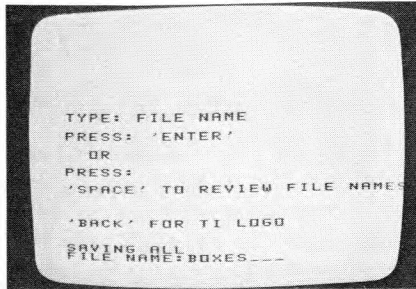 TYPE: FILE NAME
PRESS: 'ENTER'
OR
PRESS:
'SPACE' TO REVIEW FILE NAMES
'BACK' FOR TI LOGO
SAVING ALL
FILE NAME:BOXES___